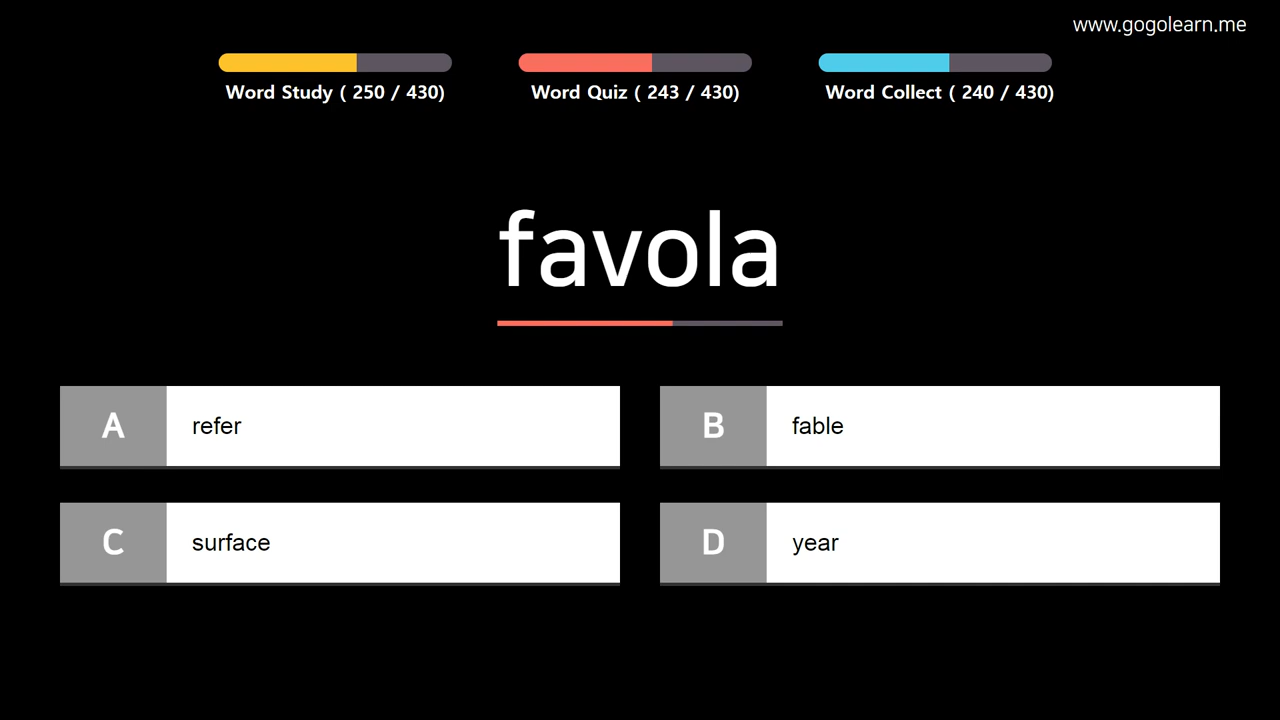 www.gogolearn.me
Word Study ( 250 / 430)
Word Quiz ( 243 / 430)
Word Collect ( 240 / 430)
favola
A refer
B fable
C surface
D year